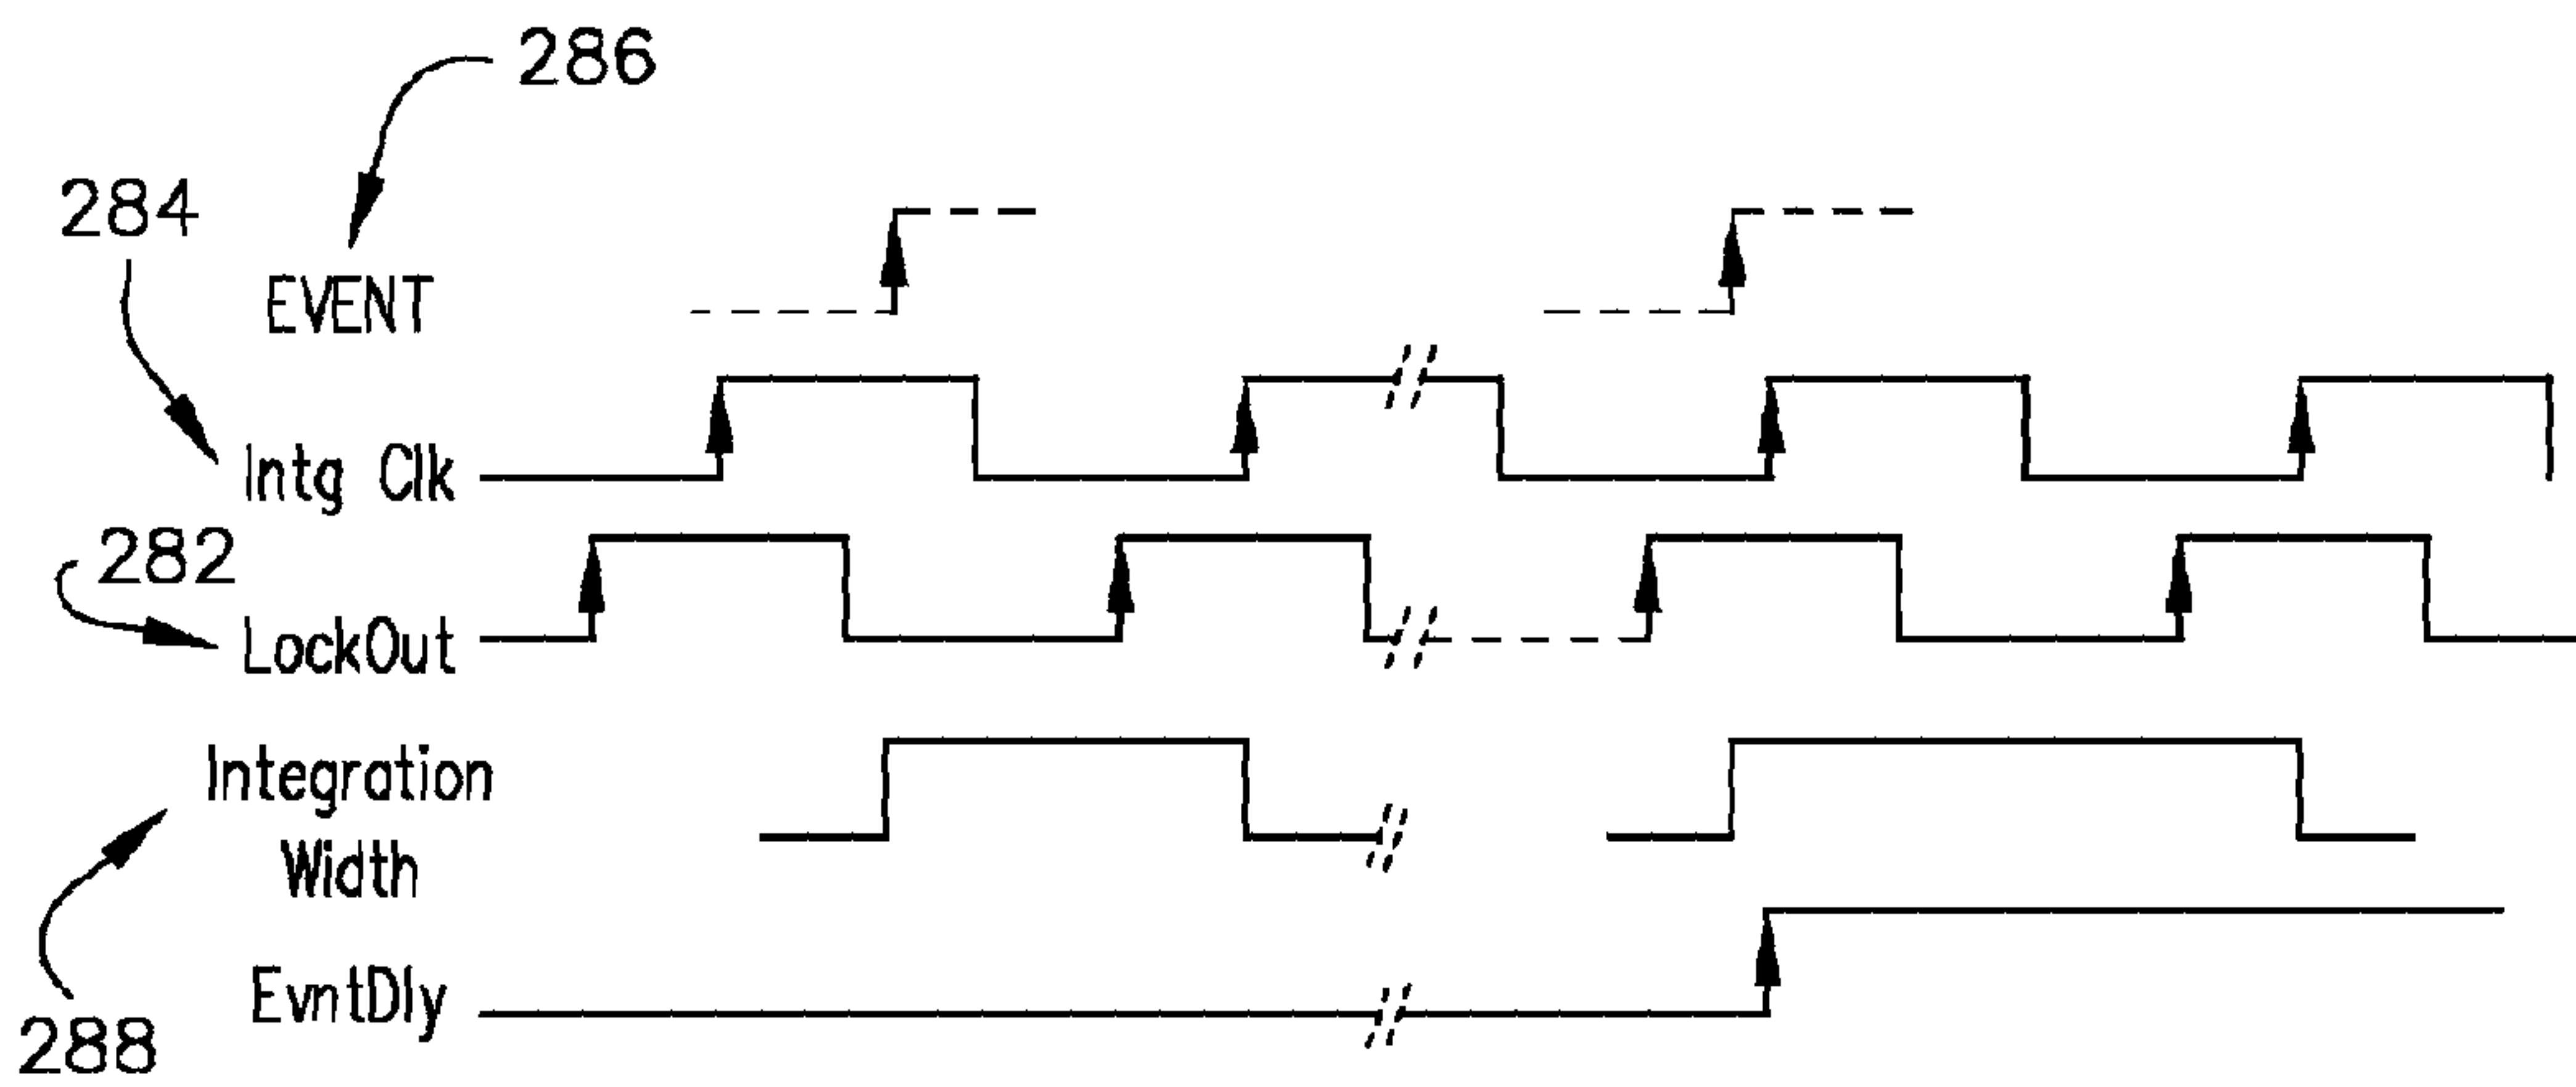 286
284
EVENT
Intg Clk
282
LockOut
Integration
Width
EvntDly
288